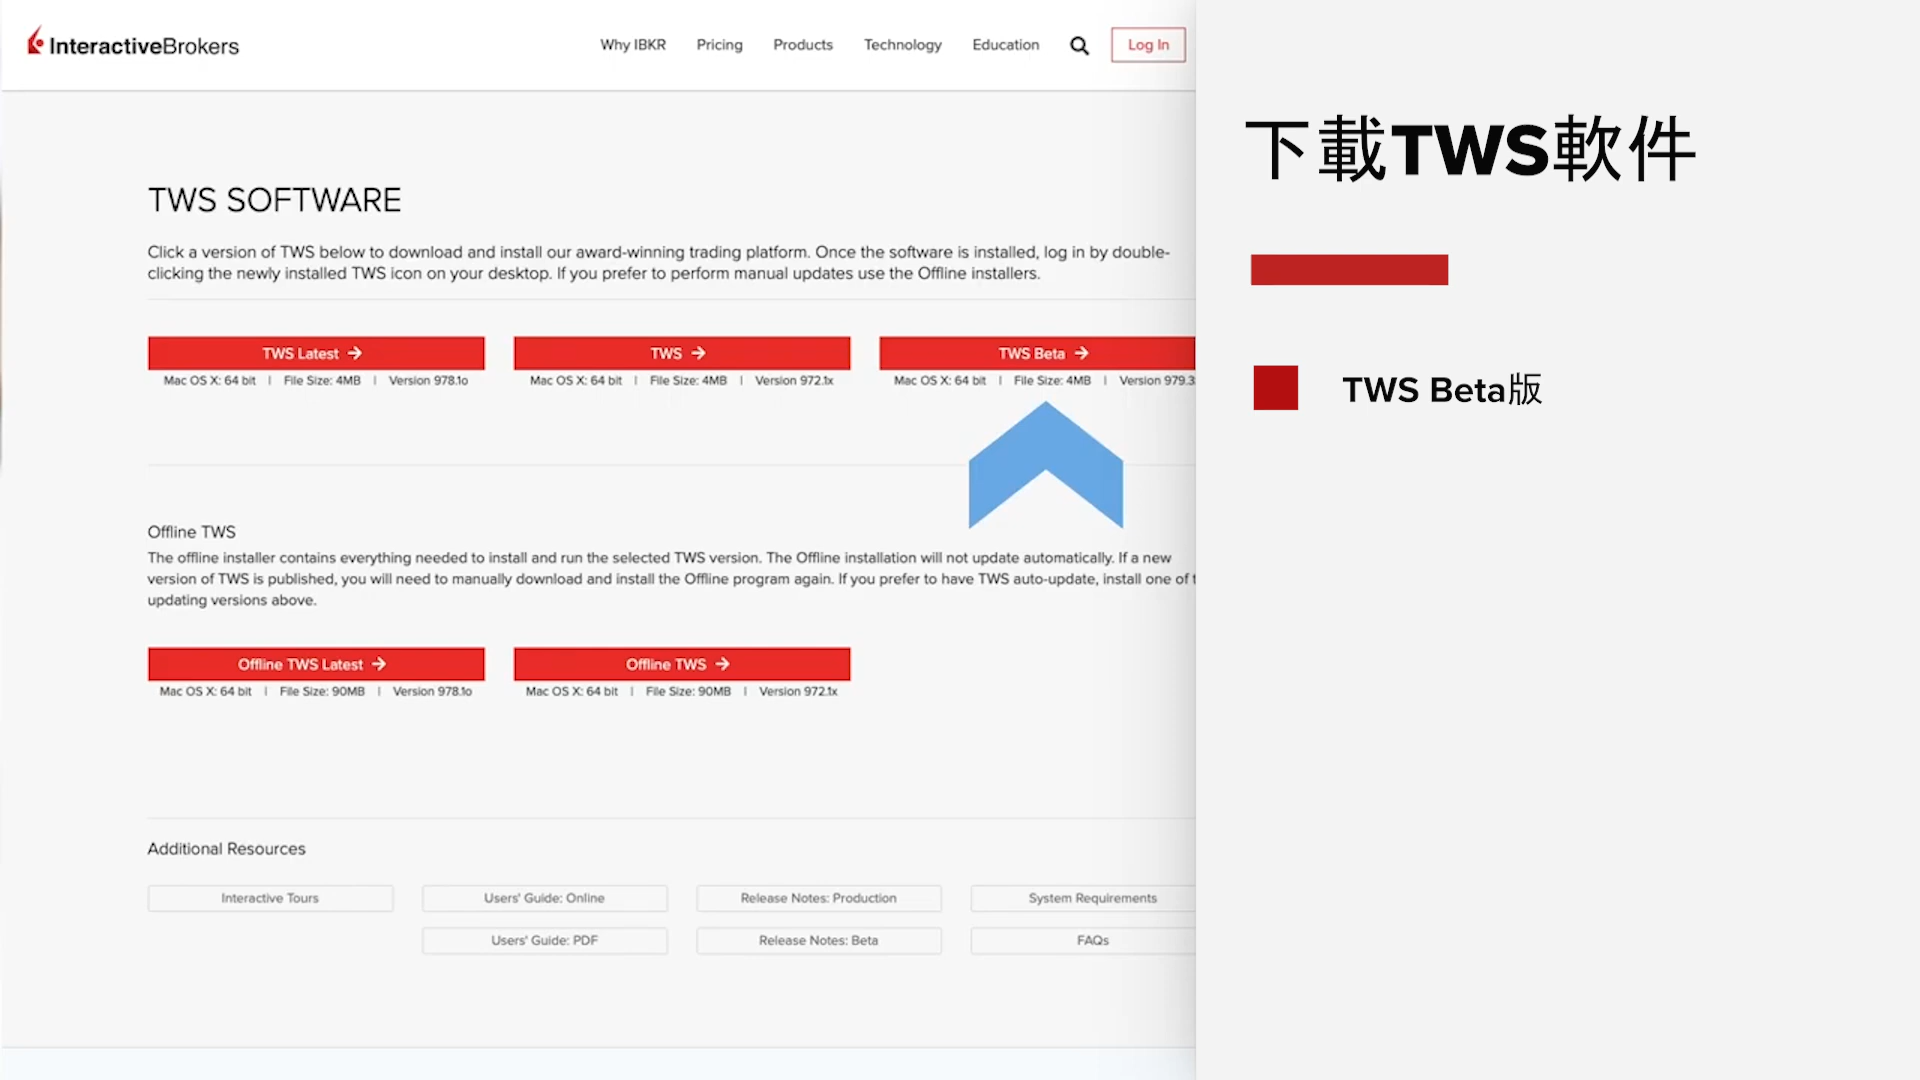 InteractiveBrokers
Why IBKR
Pricing
Products
Technology
Education
Log In
下載TWS軟件
TWS Beta版
TWS SOFTWARE
Click a version of TWS below to download and install our award-winning trading platform. Once the software is installed, log in by double-
clicking the newly installed TWS icon on your desktop. If you prefer to perform manual updates use the Offline installers.
TWS Latest →
TWS →
TWS Beta →
Mac OS X: 64 bit | File Size: 4MB | Version 978.1o
Mac OS X: 64 bit | File Size: 4MB | Version 972.1x
Mac OS X: 64 bit | File Size: 4MB | Version 979.3
Offline TWS
The offline installer contains everything needed to install and run the selected TWS version. The Offline installation will not update automatically. If a new
version of TWS is published, you will need to manually download and install the Offline program again. If you prefer to have TWS auto-update, install one of
updating versions above.
Offline TWS Latest →
Offline TWS →
Mac OS X: 64 bit | File Size: 90MB | Version 978.1o
Mac OS X: 64 bit | File Size: 90MB | Version 972.1x
Additional Resources
Interactive Tours
Users' Guide: Online
Release Notes: Production
System Requirements
Users' Guide: PDF
Release Notes: Beta
FAQs